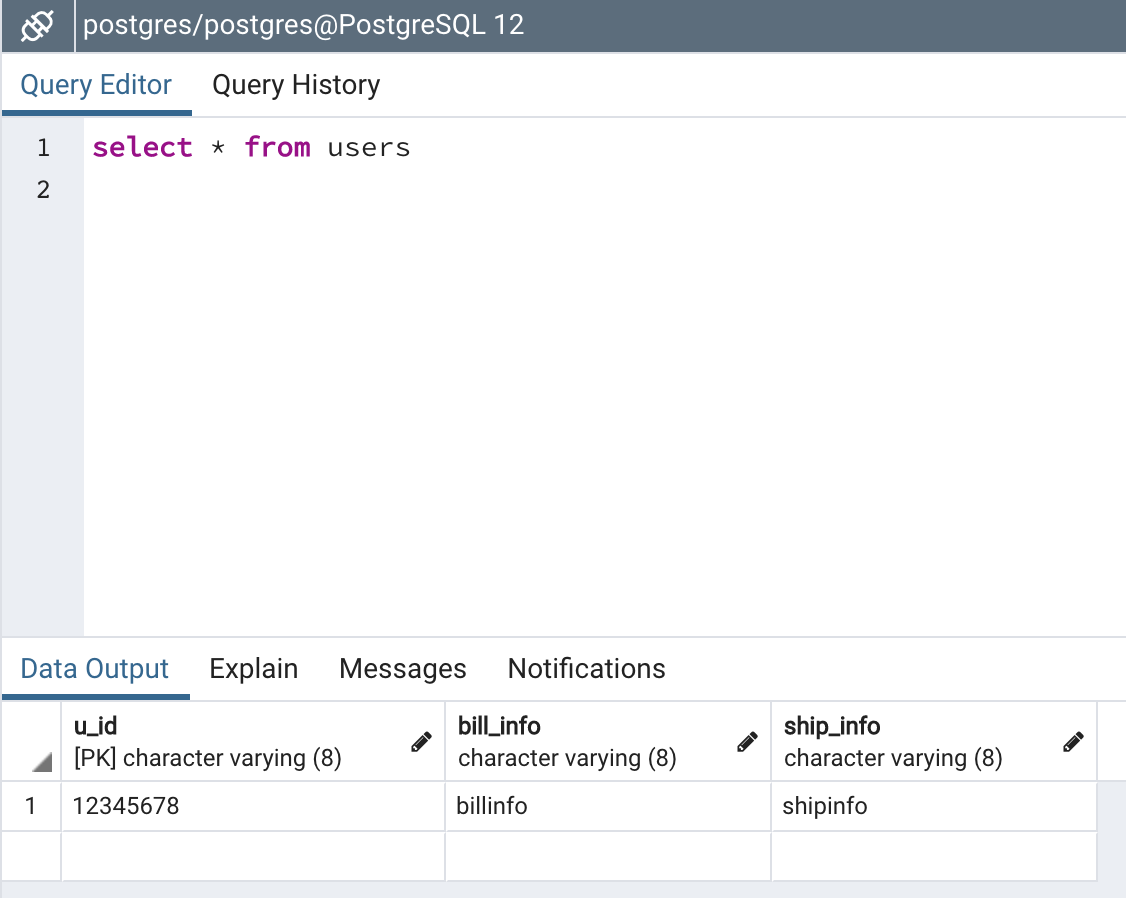 postgres/postgres@PostgreSQL 12
Query Editor Query History
1 select * from users
2
Data Output Explain Messages Notifications
u_id bill_info ship_info
[PK] character varying (8) character varying (8) character varying (8)
1 12345678 billinfo shipinfo